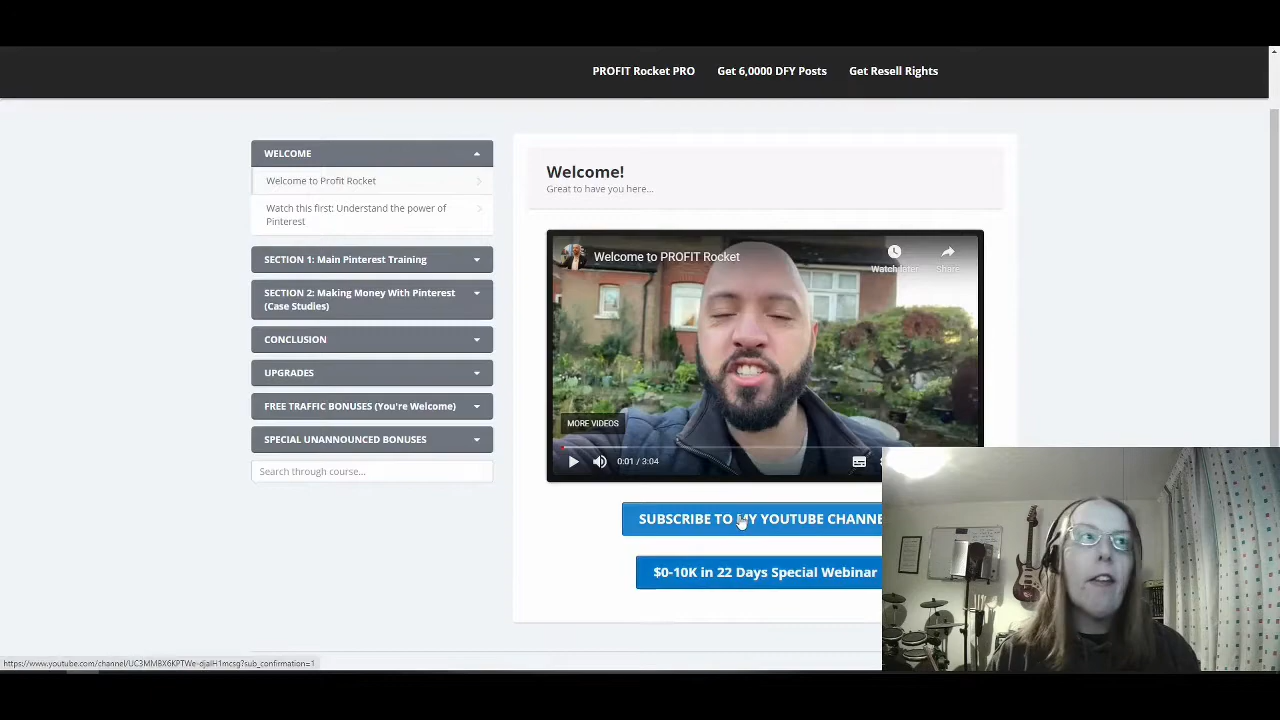 PROFIT Rocket PRO
Get 6,0000 DFY Posts
Get Resell Rights
WELCOME
Welcome to Profit Rocket
Watch this first: Understand the power of
Pinterest
SECTION 1: Main Pinterest Training
SECTION 2: Making Money With Pinterest
(Case Studies)
CONCLUSION
UPGRADES
FREE TRAFFIC BONUSES (You're Welcome)
SPECIAL UNANNOUNCED BONUSES
Search through course...
Welcome!
Great to have you here...
Welcome to PROFIT Rocket
Watch later
Share
MORE VIDEOS
0:01 / 3:04
SUBSCRIBE TO MY YOUTUBE CHANNE
$0-10K in 22 Days Special Webinar